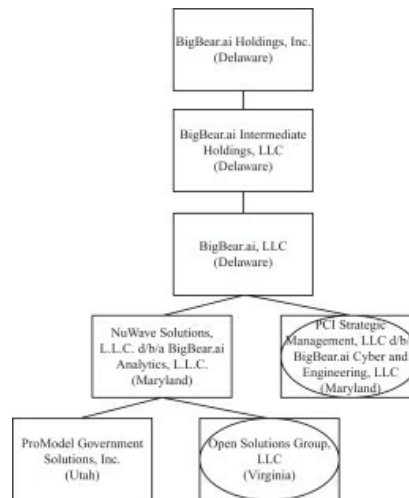 BigBear.ai Holdings, Inc.
(Delaware)
BigBear.ai Intermediate
Holdings, LLC
(Delaware)
BigBear.ai, LLC
(Delaware)
NuWave Solutions,
L.L.C. d/b/a BigBear.ai
Analytics, L.L.C.
(Maryland)
PCI Strategic
Management, LLC d/b/
BigBear.ai Cyber and
Engineering, LLC
(Maryland)
ProModel Government
Solutions, Inc.
(Utah)
Open Solutions Group,
LLC
(Virginia)